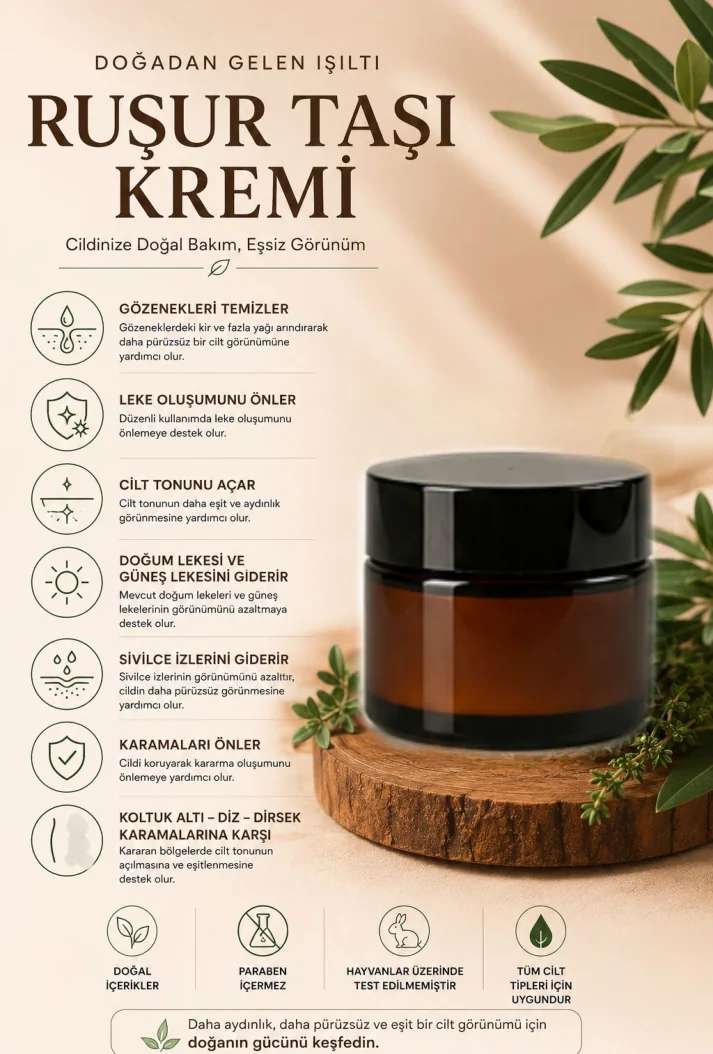 DOĞADAN GELEN IŞILTI
RUŞUR TAŞI
KREMİ
Cildinize Doğal Bakım, Eşsiz Görünüm
GÖZENEKLERİ TEMİZLER
Gözeneklerdeki kir ve fazla yağı arındırarak
daha pürüzsüz bir cilt görünümüne
yardımcı olur.
LEKE OLUŞUMUNU ÖNLER
Düzenli kullanımda leke oluşumunu
önlemeye destek olur.
CİLT TONUNU AÇAR
Cilt tonunun daha eşit ve aydınlık
görünmesine yardımcı olur.
DOĞUM LEKESİ VE
GÜNEŞ LEKESİNİ GİDERİR
Mevcut doğum lekeleri ve güneş
lekelerinin görünümünü azaltmaya
destek olur.
SİVİLCE İZLERİNİ GİDERİR
Sivilce izlerinin görünümünü azaltır,
cildin daha pürüzsüz görünmesine
yardımcı olur.
KARAMALARI ÖNLER
Cildi koruyarak kararma oluşumunu
önlemeye yardımcı olur.
KOLTUK ALTI – DİZ – DİRSEK
KARAMALARINA KARŞI
Kararan bölgelerde cilt tonunun
açılmasına ve eşitlenmesine
destek olur.
DOĞAL
İÇERİKLER
PARABEN
İÇERMEZ
HAYVANLAR ÜZERİNDE
TEST EDİLMEMİŞTİR
TÜM CİLT
TİPLERİ İÇİN
UYGUNDUR
Daha aydınlık, daha pürüzsüz ve eşit bir cilt görünümü için
doğanın gücünü keşfedin.